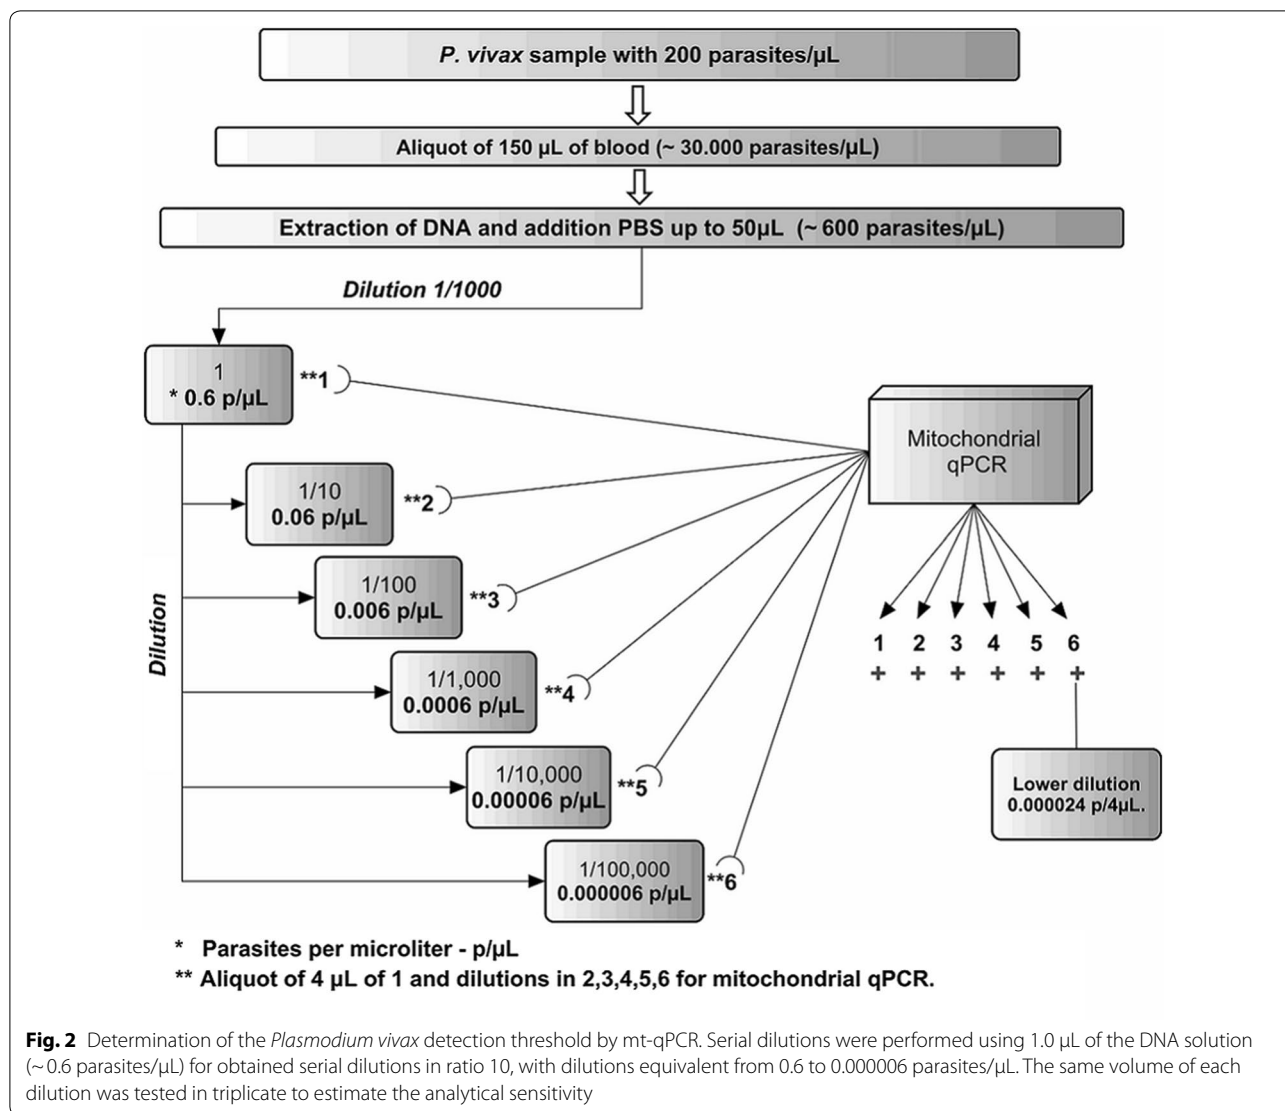 P. vivax sample with 200 parasites/µL
Aliquot of 150 µL of blood (~ 30.000 parasites/µL)
Extraction of DNA and addition PBS up to 50µL (~ 600 parasites/µL)
Dilution 1/1000
1
* 0.6 p/µL
**1
Mitochondrial
qPCR
1/10
0.06 p/µL
**2
1/100
0.006 p/µL
**3
1/1,000
0.0006 p/µL
**4
1/10,000
0.00006 p/µL
**5
1/100,000
0.000006 p/µL
**6
Dilution
1 2 3 4 5 6
+ + + + + +
Lower dilution
0.000024 p/4µL.
* Parasites per microliter - p/µL
** Aliquot of 4 µL of 1 and dilutions in 2,3,4,5,6 for mitochondrial qPCR.
Fig. 2 Determination of the Plasmodium vivax detection threshold by mt-qPCR. Serial dilutions were performed using 1.0 µL of the DNA solution
(~ 0.6 parasites/µL) for obtained serial dilutions in ratio 10, with dilutions equivalent from 0.6 to 0.000006 parasites/µL. The same volume of each
dilution was tested in triplicate to estimate the analytical sensitivity